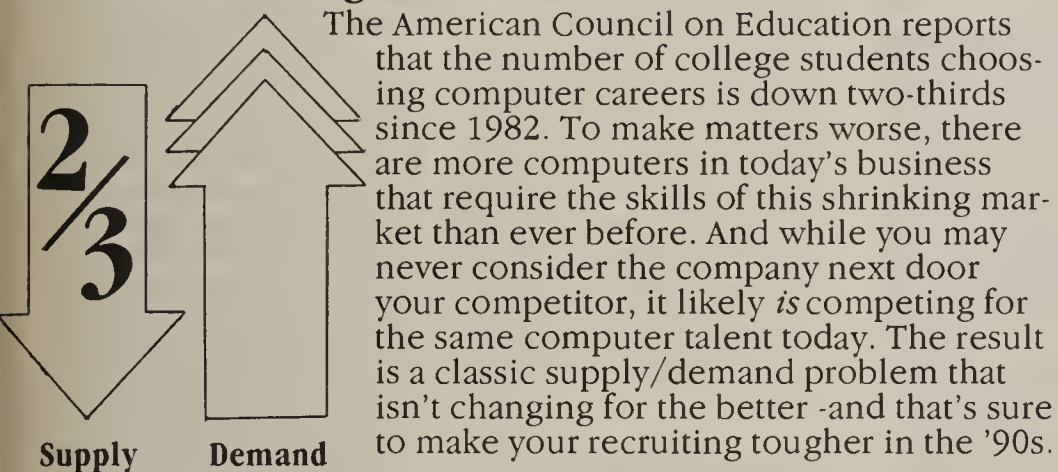 The American Council on Education reports
that the number of college students choos-
ing computer careers is down two-thirds
since 1982. To make matters worse, there
are more computers in today's business
that require the skills of this shrinking mar-
ket than ever before. And while you may
never consider the company next door
your competitor, it likely is competing for
the same computer talent today. The result
is a classic supply/demand problem that
isn't changing for the better -and that's sure
to make your recruiting tougher in the '90s.
2/3
Supply Demand